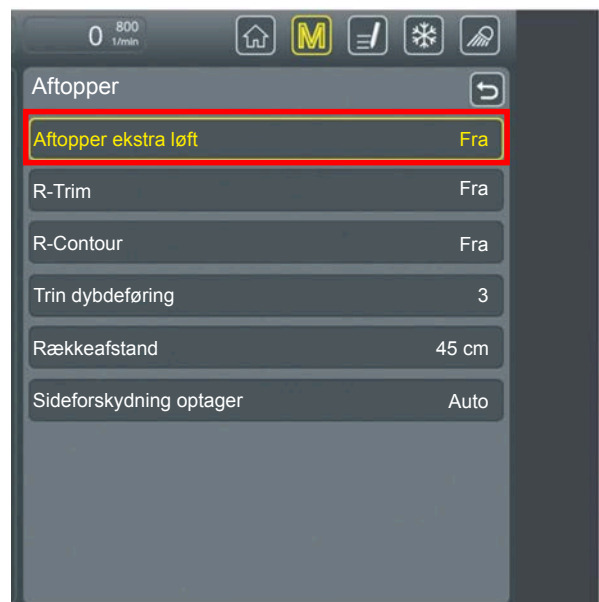 0 800 1/min M
Aftopper
Aftopper ekstra løft Fra
R-Trim Fra
R-Contour Fra
Trin dybdeføring 3
Rækkeafstand 45 cm
Sideforskydning optager Auto